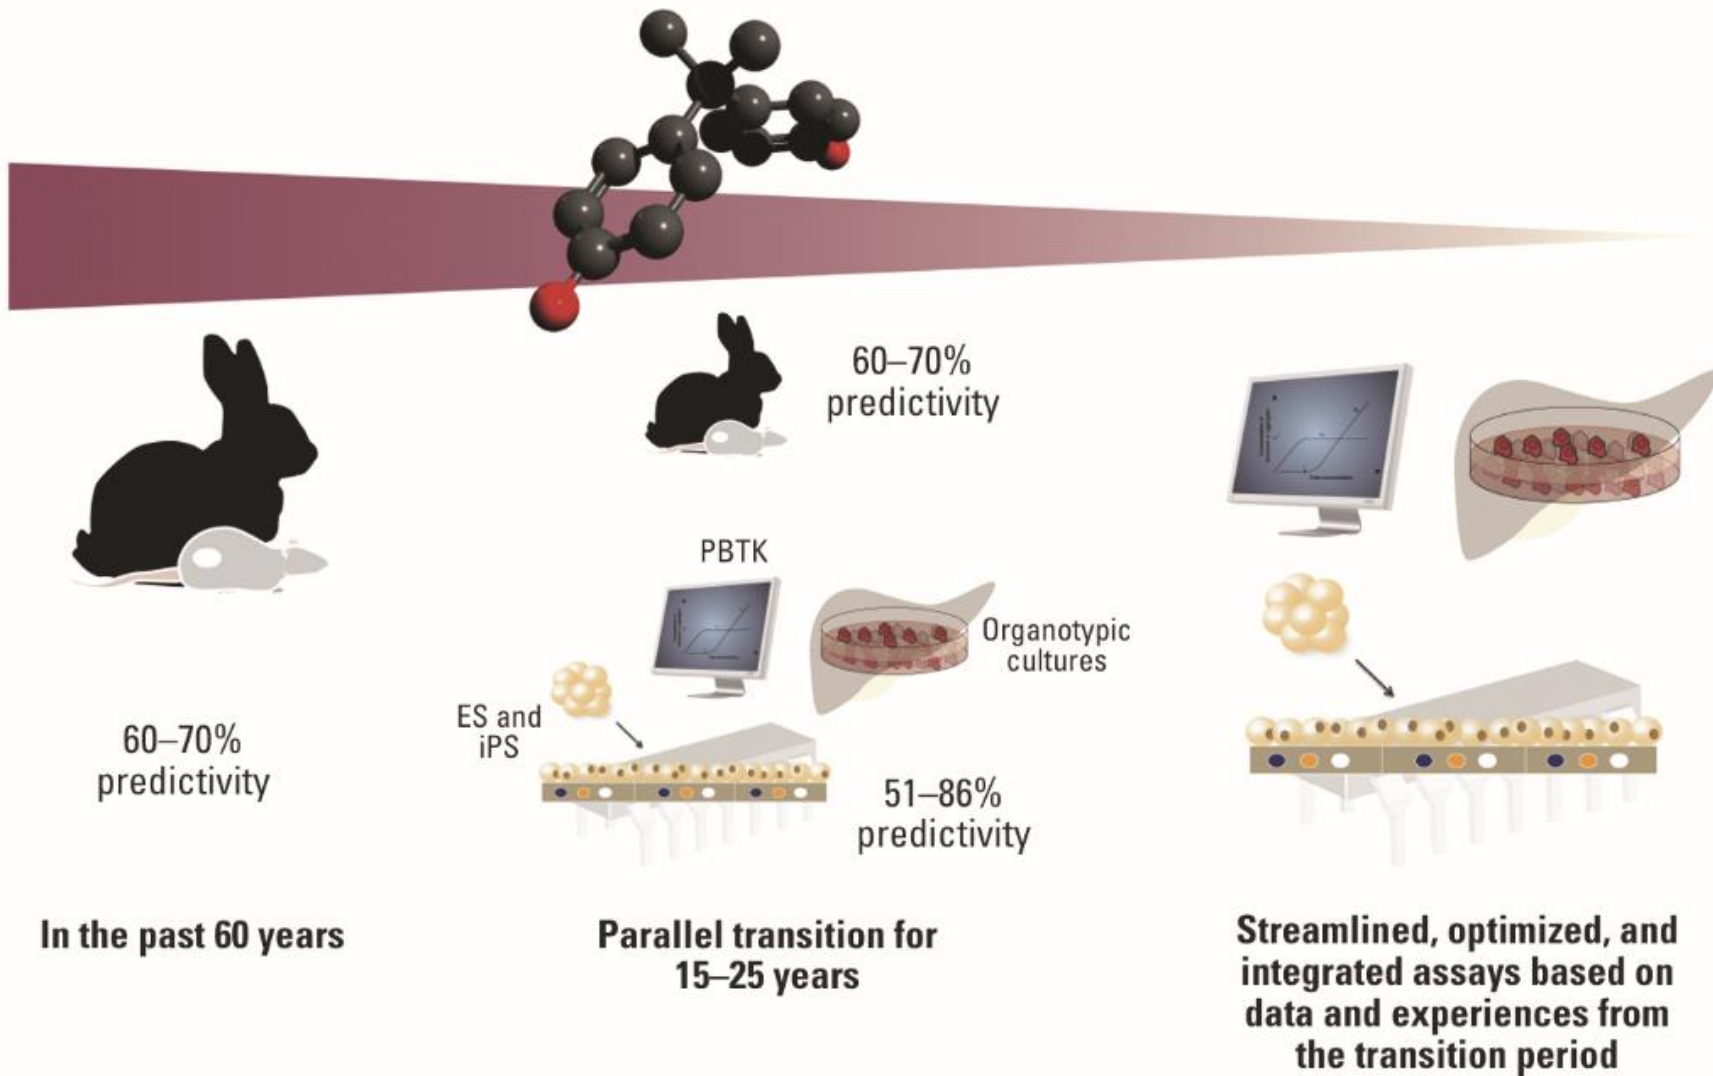 60–70%
predictivity
In the past 60 years
60–70%
predictivity
PBTK
Organotypic
cultures
ES and
iPS
51–86%
predictivity
Parallel transition for
15–25 years
Streamlined, optimized, and
integrated assays based on
data and experiences from
the transition period